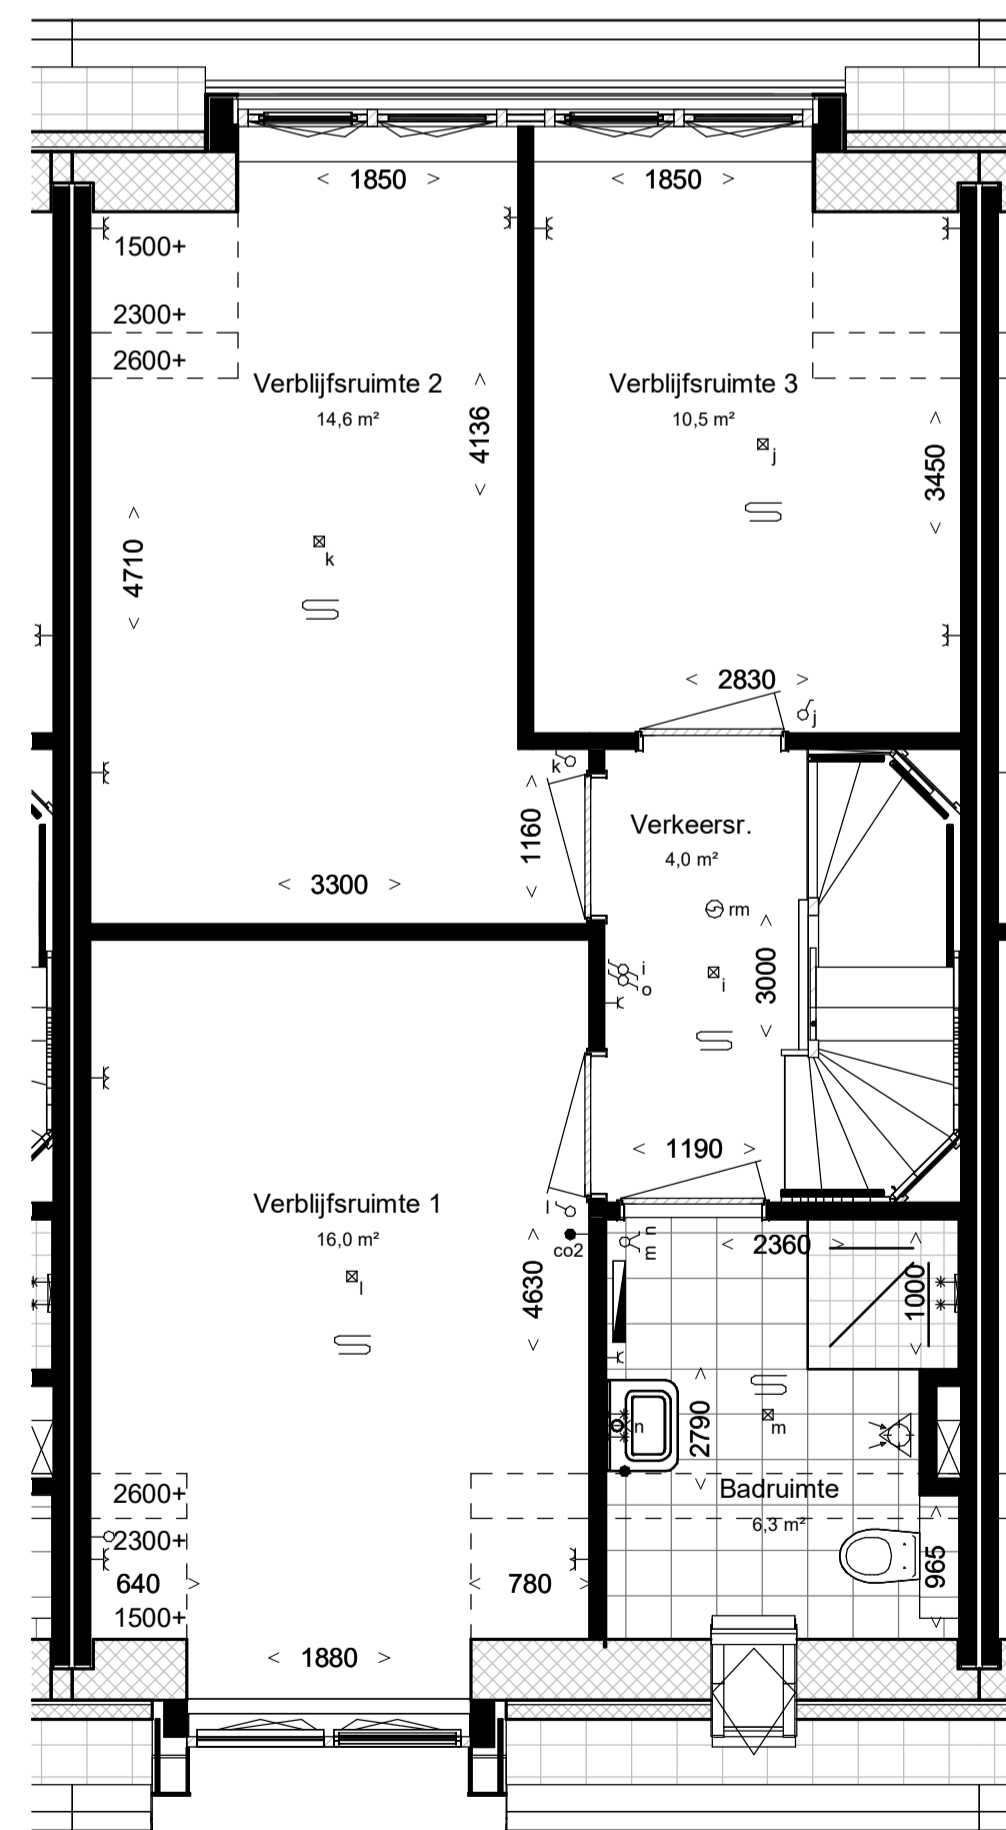 < 1850 >
< 1850 >
1500+
2300+
2600+
Verblijfsruimte 2
14,6 m²
< 4136 >
Verblijfsruimte 3
10,5 m²
j
< 3450 >
< 4710 >
k
< 2830 >
j
k
< 1160 >
Verkeersr.
4,0 m²
< 3300 >
rm
i
o
i
< 3000 >
< 1190 >
Verblijfsruimte 1
16,0 m²
l
co2
n
m
< 2360 >
l
< 4630 >
< 1000 >
n
< 2790 >
m
2600+
Badruimte
6,3 m²
2300+
640 >
< 780 >
< 965 >
1500+
< 1880 >